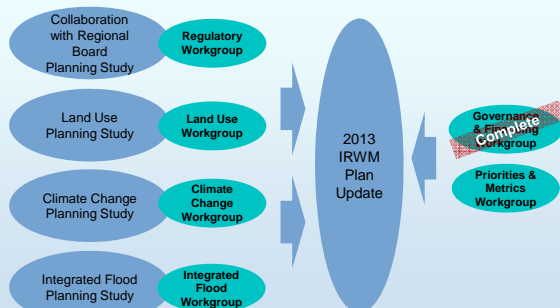 Collaboration
with Regional
Board
Planning Study
Regulatory
Workgroup
Land Use
Planning Study
Land Use
Workgroup
Climate Change
Planning Study
Climate
Change
Workgroup
Integrated Flood
Planning Study
Integrated
Flood
Workgroup
2013
IRWM
Plan
Update
Governance
& Financing
Workgroup
Complete
Priorities &
Metrics
Workgroup